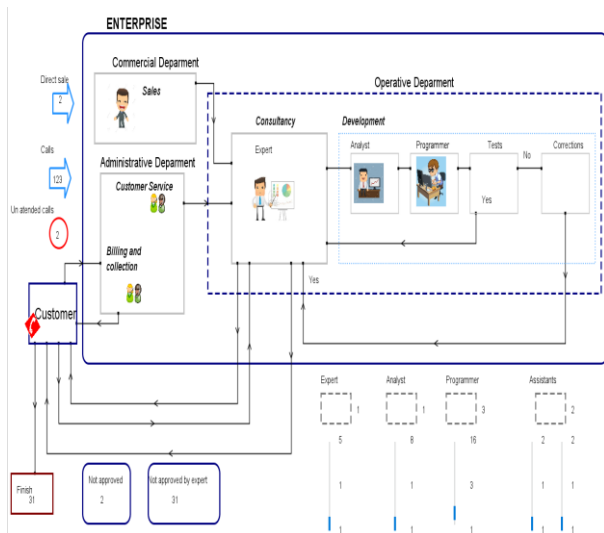 ENTERPRISE
Commercial Deparment
Direct sale
2
Sales
Operative Deparment
Consultancy
Development
Expert
Analyst
Programmer
Tests
No
Corrections
Calls
123
Administrative Deparment
Customer Service
Yes
Un atended calls
2
Billing and
collection
Yes
Customer
Expert
Analyst
Programmer
Assistants
1
1
3
2
5
8
16
2
2
Not approved
2
Not approved by expert
31
Finish
31
1
1
3
1
1
1
1
1
1
1